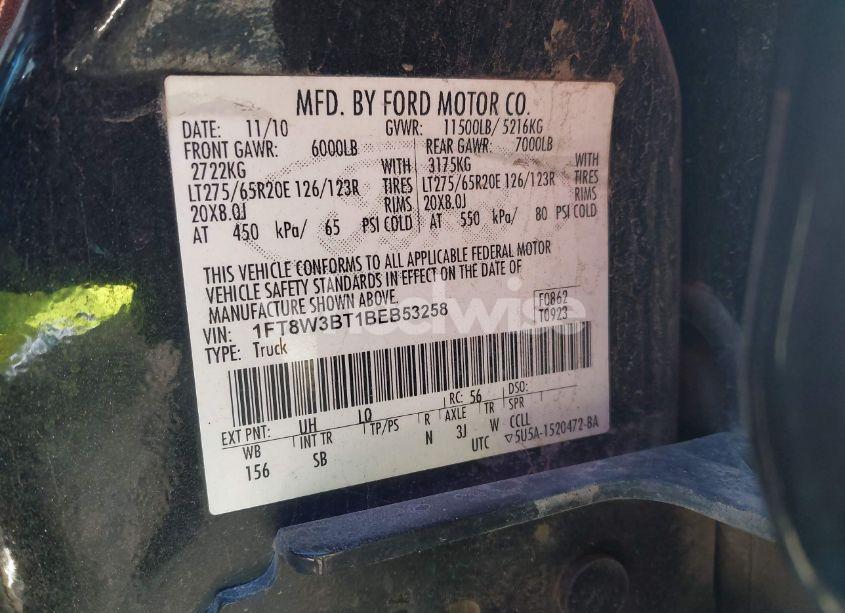 MFD. BY FORD MOTOR CO.
DATE: 11/10 GVWR: 11500LB/ 5216KG
FRONT GAWR: 6000LB REAR GAWR: 7000LB
2722KG WITH 3175KG WITH
LT275/65R20E 126/123R TIRES LT275/65R20E 126/123R TIRES
20X8.0J RIMS 20X8.0J RIMS
AT 450 kPa/ 65 PSI COLD AT 550 kPa/ 80 PSI COLD
THIS VEHICLE CONFORMS TO ALL APPLICABLE FEDERAL MOTOR
VEHICLE SAFETY STANDARDS IN EFFECT ON THE DATE OF
MANUFACTURE SHOWN ABOVE.
VIN: 1FT8W3BT1BEB53258 F0862
TYPE: Truck T0923
EXT PNT: UH LQ RC: 56 DSO:
WB INT TR TP/PS R AXLE TR SPR
156 SB N 3J W CCLL
UTC ▽5U5A-1520472-BA